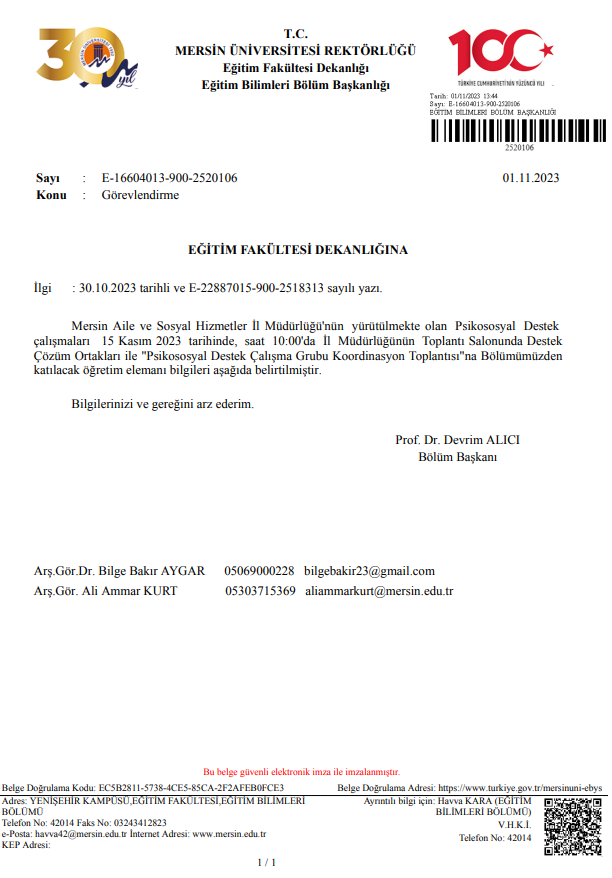 30
yıl
T.C.
MERSİN ÜNİVERSİTESİ REKTÖRLÜĞÜ
Eğitim Fakültesi Dekanlığı
Eğitim Bilimleri Bölüm Başkanlığı
100
TÜRKİYE CUMHURİYETİ'NİN YÜZÜNCÜ YILI
Tarih: 01/11/2023 13:44
Sayı: E-16604013-900-2520106
EĞİTİM BİLİMLERİ BÖLÜM BAŞKANLIĞI
2520106
Sayı : E-16604013-900-2520106 01.11.2023
Konu : Görevlendirme
EĞİTİM FAKÜLTESİ DEKANLIĞINA
İlgi : 30.10.2023 tarihli ve E-22887015-900-2518313 sayılı yazı.
Mersin Aile ve Sosyal Hizmetler İl Müdürlüğü'nün yürütülmekte olan Psikososyal Destek
çalışmaları 15 Kasım 2023 tarihinde, saat 10:00'da İl Müdürlüğünün Toplantı Salonunda Destek
Çözüm Ortakları ile "Psikososyal Destek Çalışma Grubu Koordinasyon Toplantısı"na Bölümümüzden
katılacak öğretim elemanı bilgileri aşağıda belirtilmiştir.
Bilgilerinizi ve gereğini arz ederim.
Prof. Dr. Devrim ALICI
Bölüm Başkanı
Arş.Gör.Dr. Bilge Bakır AYGAR 05069000228 bilgebakir23@gmail.com
Arş.Gör. Ali Ammar KURT 05303715369 aliammarkurt@mersin.edu.tr
Bu belge güvenli elektronik imza ile imzalanmıştır.
Belge Doğrulama Kodu: EC5B2811-5738-4CE5-85CA-2F2AFEB0FCE3 Belge Doğrulama Adresi: https://www.turkiye.gov.tr/mersinuni-ebys
Adres: YENİŞEHİR KAMPÜSÜ,EĞİTİM FAKÜLTESİ,EĞİTİM BİLİMLERİ
BÖLÜMÜ
Telefon No: 42014 Faks No: 03243412823
e-Posta: havva42@mersin.edu.tr İnternet Adresi: www.mersin.edu.tr
KEP Adresi:
Ayrıntılı bilgi için: Havva KARA (EĞİTİM
BİLİMLERİ BÖLÜMÜ)
V.H.K.İ.
Telefon No: 42014
1 / 1